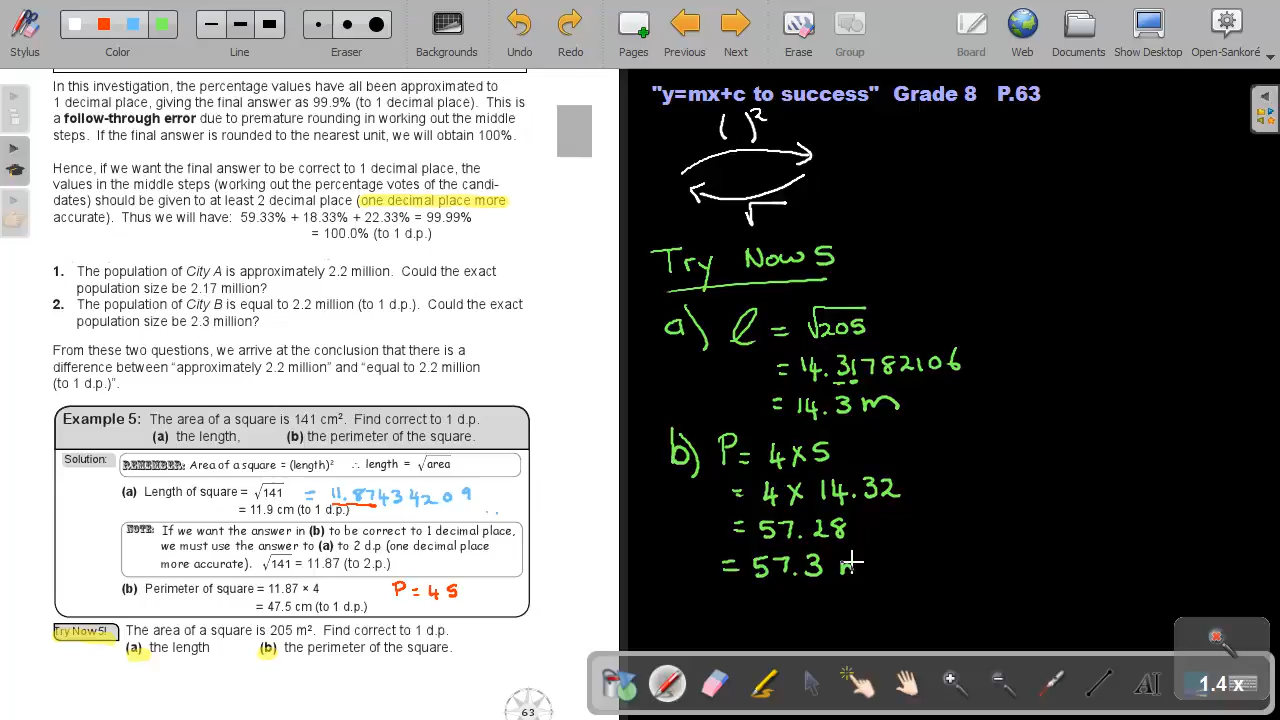 Stylus Color Line Eraser Backgrounds Undo Redo Pages Previous Next Erase Group Board Web Documents Show Desktop Open-Sankoré
In this investigation, the percentage values have all been approximated to
1 decimal place, giving the final answer as 99.9% (to 1 decimal place). This is
a follow-through error due to premature rounding in working out the middle
steps. If the final answer is rounded to the nearest unit, we will obtain 100%.
Hence, if we want the final answer to be correct to 1 decimal place, the
values in the middle steps (working out the percentage votes of the candi-
dates) should be given to at least 2 decimal place (one decimal place more
accurate). Thus we will have: 59.33% + 18.33% + 22.33% = 99.99%
= 100.0% (to 1 d.p.)
1. The population of City A is approximately 2.2 million. Could the exact
population size be 2.17 million?
2. The population of City B is equal to 2.2 million (to 1 d.p.). Could the exact
population size be 2.3 million?
From these two questions, we arrive at the conclusion that there is a
difference between “approximately 2.2 million” and “equal to 2.2 million
(to 1 d.p.)”.
Example 5: The area of a square is 141 cm². Find correct to 1 d.p.
(a) the length, (b) the perimeter of the square.
Solution:
REMEMBER: Area of a square = (length)² ∴ length = √area
(a) Length of square = √141 = 11.87434209 ..
= 11.9 cm (to 1 d.p.)
NOTE: If we want the answer in (b) to be correct to 1 decimal place,
we must use the answer to (a) to 2 d.p (one decimal place
more accurate). √141 = 11.87 (to 2.p.)
(b) Perimeter of square = 11.87 × 4 P = 4S
= 47.5 cm (to 1 d.p.)
Try Now 5! The area of a square is 205 m². Find correct to 1 d.p.
(a) the length (b) the perimeter of the square.
63
"y=mx+c to success" Grade 8 P.63
( )²
√
Try Now 5
a) l = √205
= 14.31782106
= 14.3 m
b) P = 4 × S
= 4 × 14.32
= 57.28
= 57.3
1.4 x